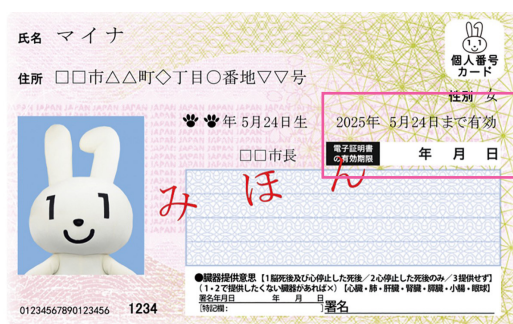 氏名 マイナ
個人番号
カード
住所 □□市△△町◇丁目○番地▽▽号
性別 女
年 5月24日生 2025年 5月24日まで有効
□□市長 電子証明書
の有効期限 年 月 日
みほん
●臓器提供意思【1脳死後及び心停止した死後/2心停止した死後のみ/3提供せず】
(1・2で提供したくない臓器があれば×)【心臓・肺・肝臓・腎臓・膵臓・小腸・眼球】
署名年月日 年 月 日
[特記欄: ]署名
01234567890123456 1234